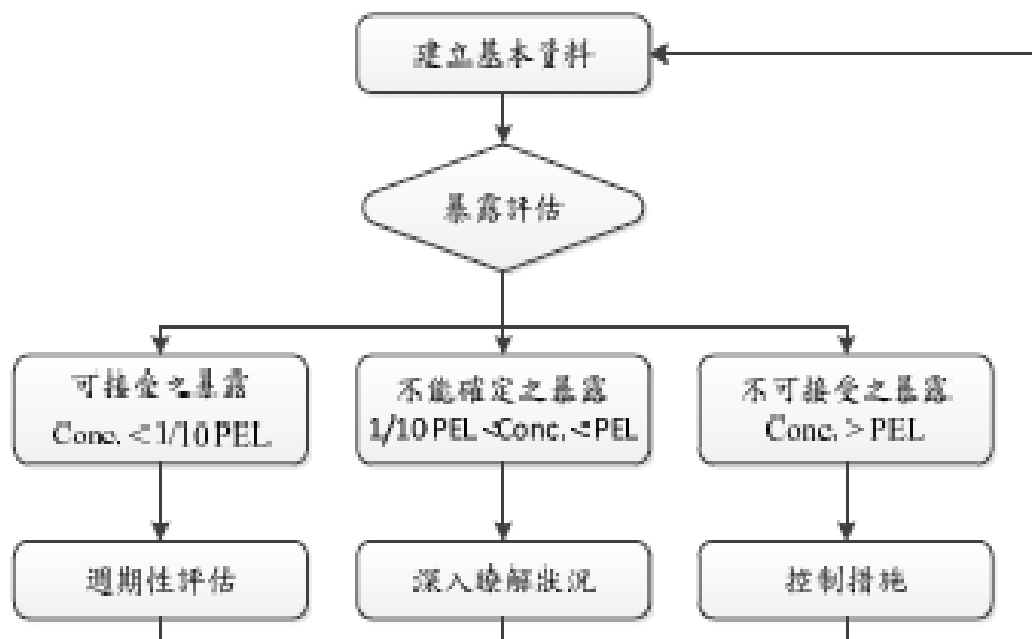 建立基本資料
暴露評估
可接受之暴露
Conc. < 1/10 PEL
不能確定之暴露
1/10 PEL <Conc. < PEL
不可接受之暴露
Conc. > PEL
週期性評估
深入瞭解狀況
控制措施